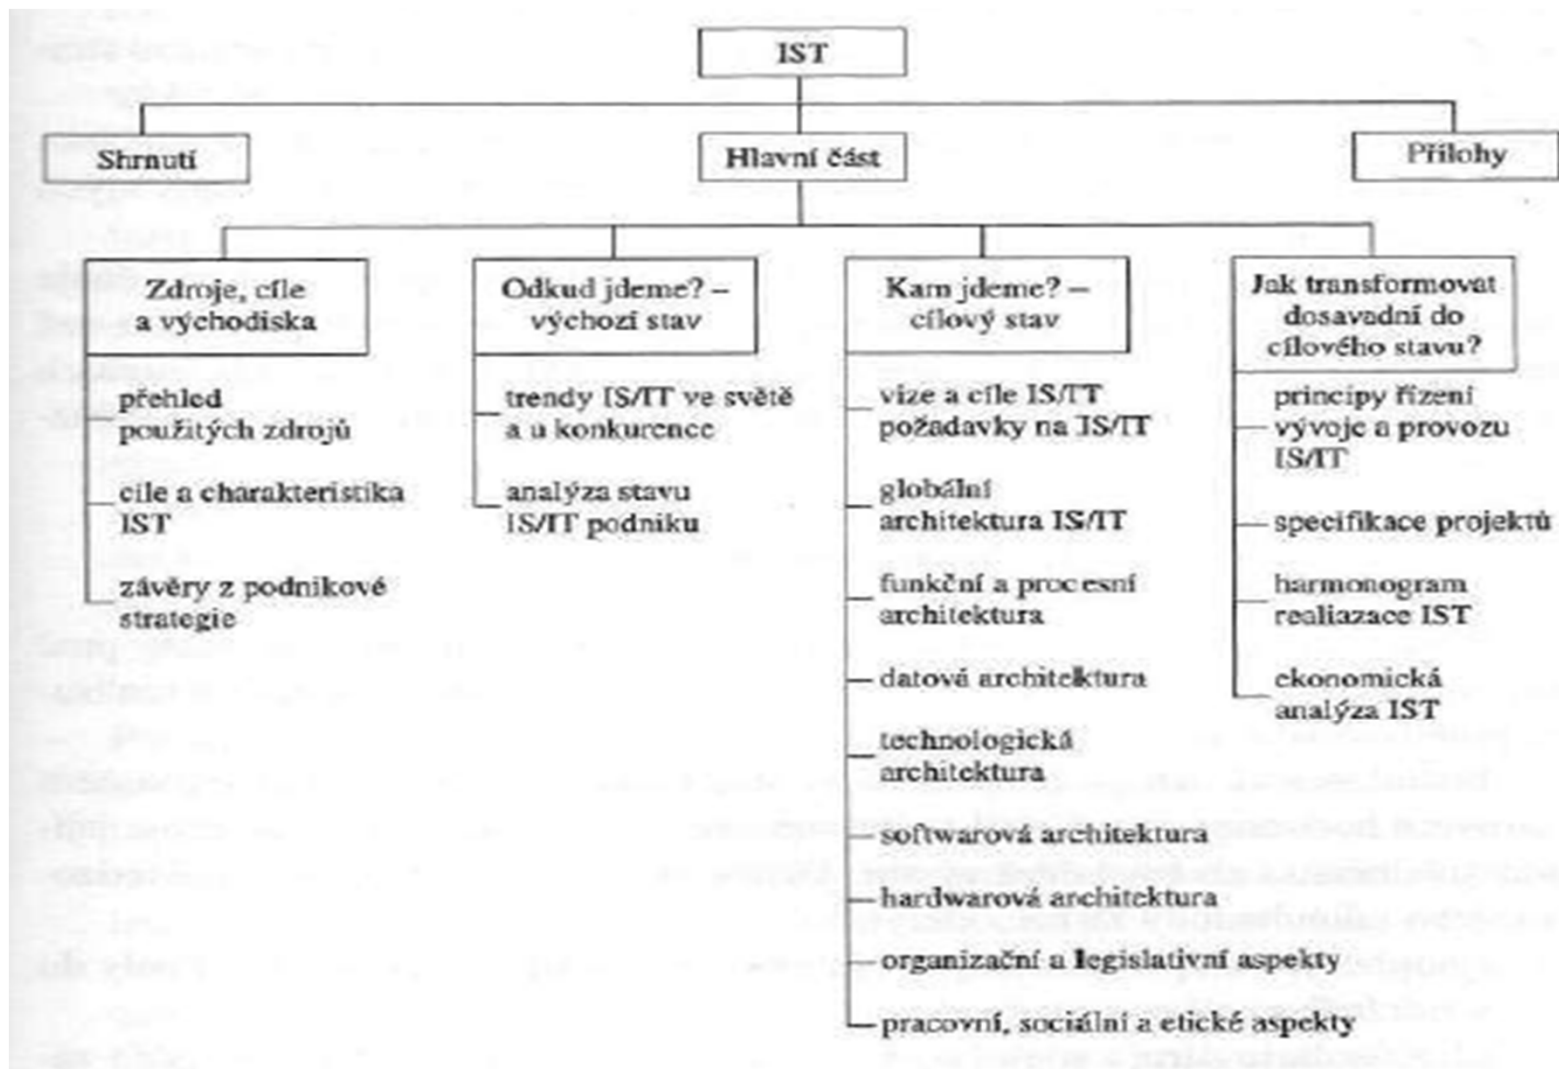 IST
Shrnutí
Hlavní část
Přílohy
Zdroje, cíle
a východiska
přehled
použitých zdrojů
cíle a charakteristika
IST
závěry z podnikové
strategie
Odkud jdeme? –
výchozí stav
trendy IS/IT ve světě
a u konkurence
analýza stavu
IS/IT podniku
Kam jdeme? –
cílový stav
vize a cíle IS/IT
požadavky na IS/IT
globální
architektura IS/IT
funkční a procesní
architektura
datová architektura
technologická
architektura
softwarová architektura
hardwarová architektura
organizační a legislativní aspekty
pracovní, sociální a etické aspekty
Jak transformovat
dosavadní do
cílového stavu?
principy řízení
vývoje a provozu
IS/IT
specifikace projektů
harmonogram
realiazace IST
ekonomická
analýza IST